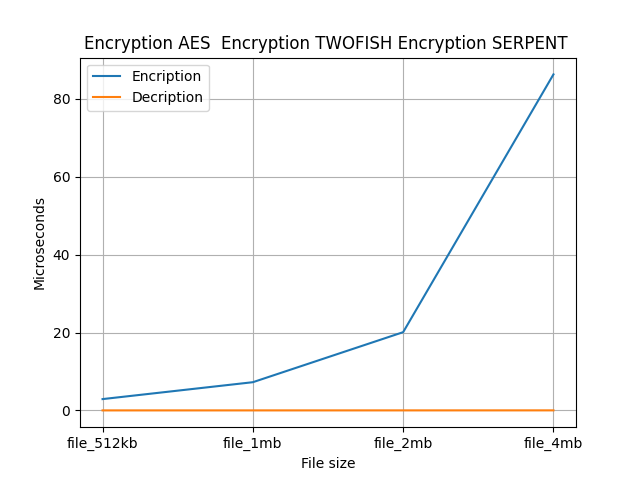 Encryption AES  Encryption TWOFISH Encryption SERPENT
Encription
Decription
80
60
40
20
0
Microseconds
file_512kb file_1mb file_2mb file_4mb
File size